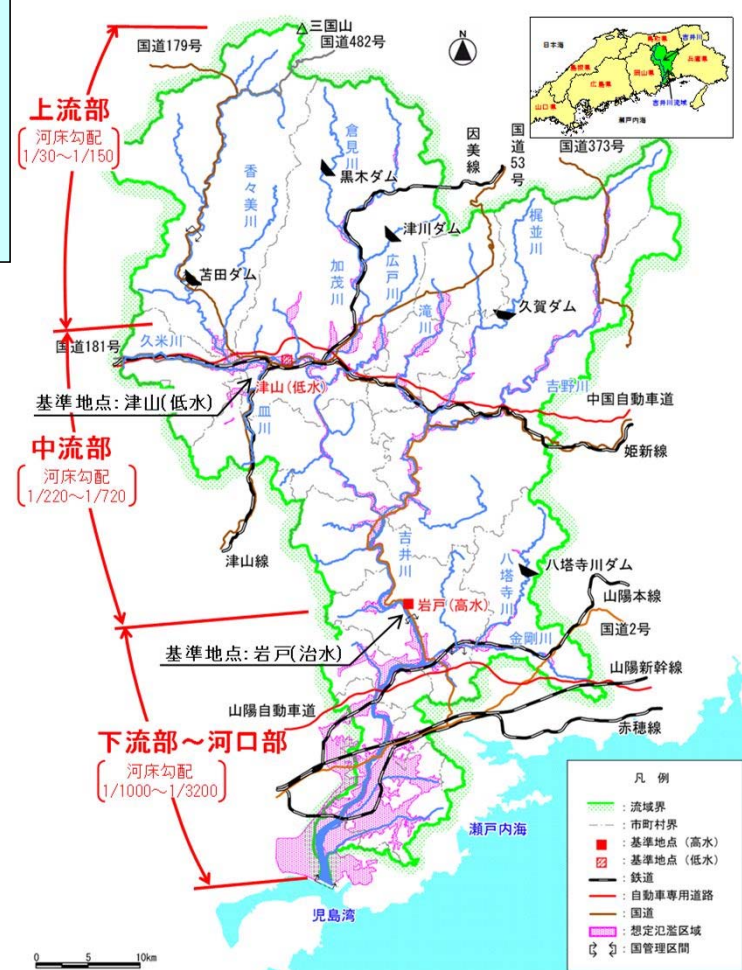 三国山
国道179号
国道482号
N
鳥取県
吉井川
日本海
島根県
岡山県
兵庫県
広島県
山口県
吉井川流域
瀬戸内海
上流部
河床勾配
1/30～1/150
倉見川
因美線
国道53号
国道373号
黒木ダム
香々美川
津川ダム
梶並川
加茂川
広戸川
苫田ダム
滝川
久賀ダム
久米川
国道181号
吉野川
津山(低水)
基準地点:津山(低水)
中国自動車道
皿川
中流部
河床勾配
1/220～1/720
姫新線
津山線
吉井川
八塔寺川
八塔寺川ダム
山陽本線
岩戸(高水)
国道2号
金剛川
基準地点:岩戸(治水)
山陽新幹線
山陽自動車道
赤穂線
下流部～河口部
河床勾配
1/1000～1/3200
瀬戸内海
児島湾
凡 例
:流域界
:市町村界
:基準地点(高水)
:基準地点(低水)
:鉄道
:自動車専用道路
:国道
:想定氾濫区域
:国管理区間
0 5 10km